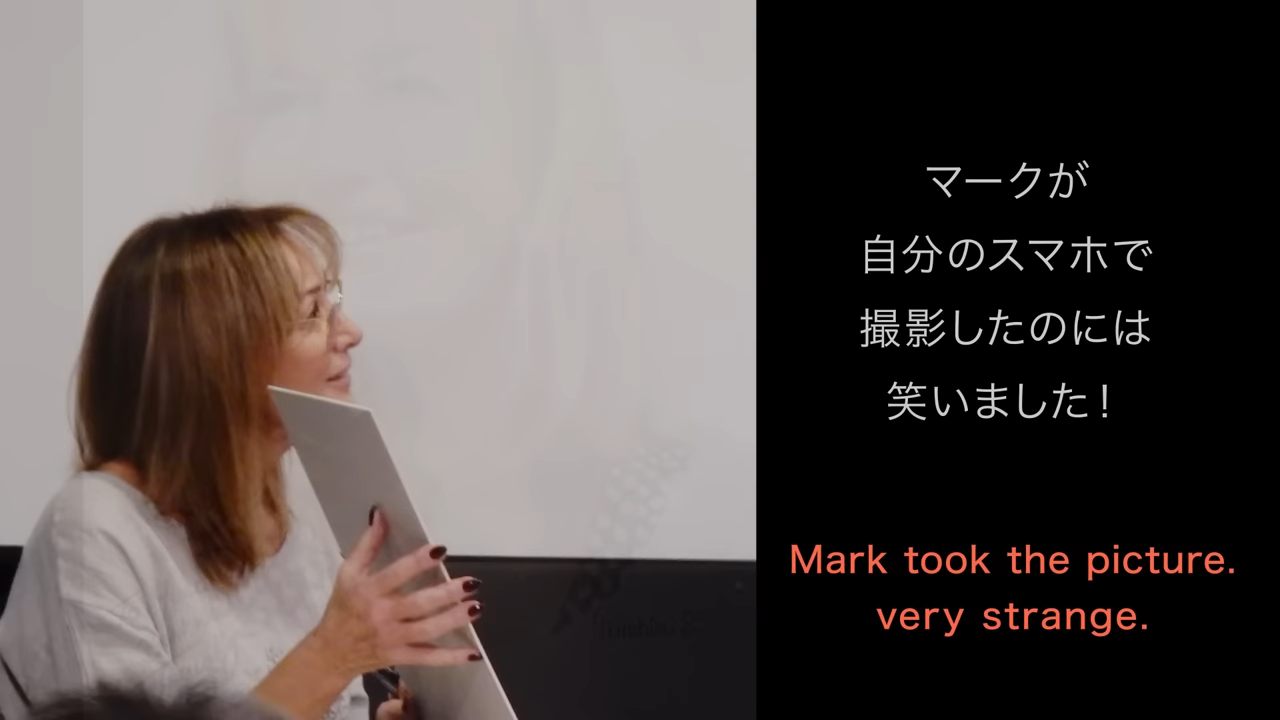 マークが
自分のスマホで
撮影したのには
笑いました！
Mark took the picture.
very strange.